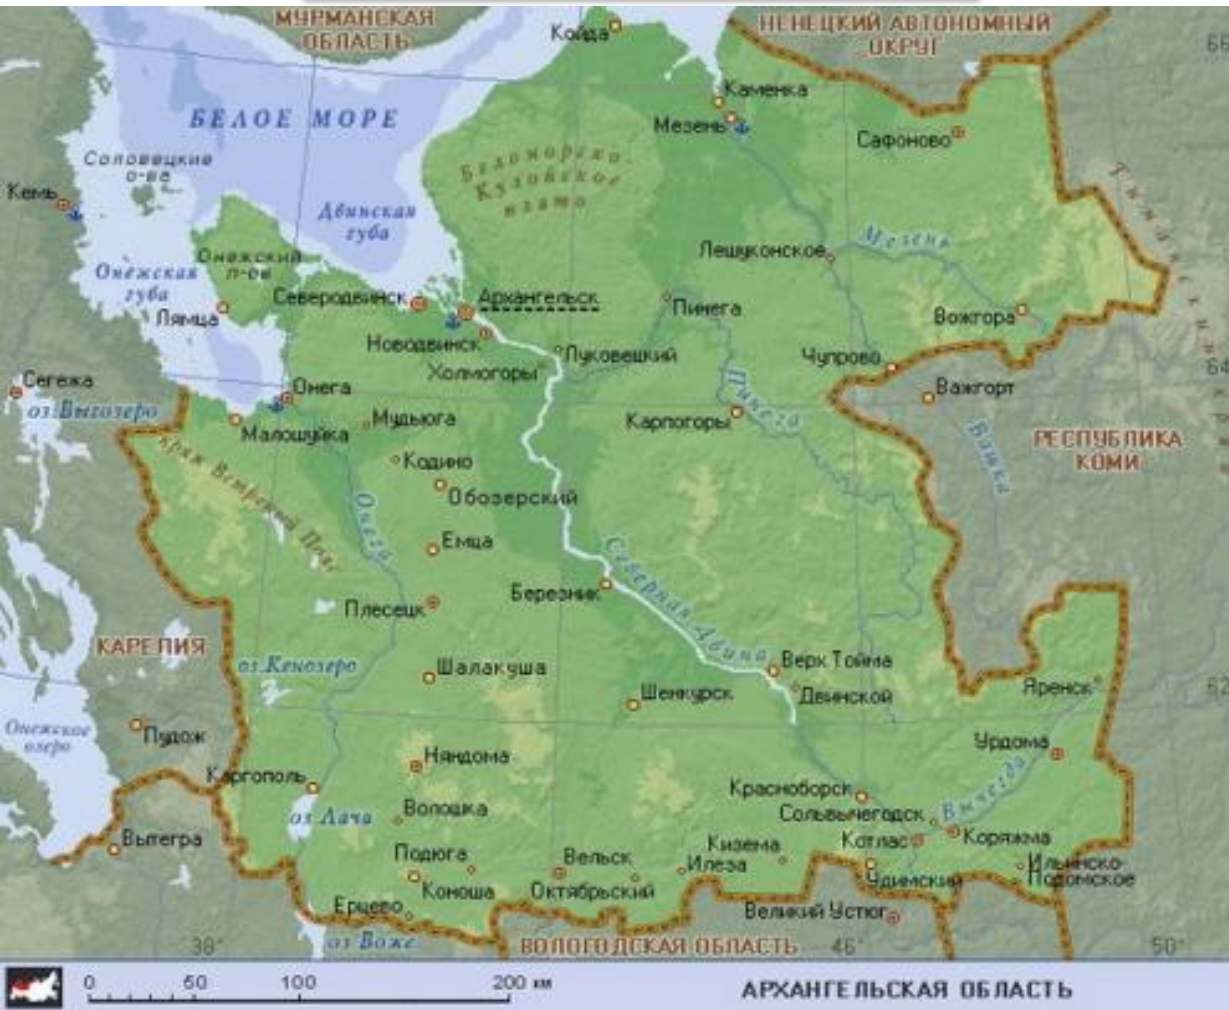 МУРМАНСКАЯ
ОБЛАСТЬ
Койда
НЕНЕЦКИЙ АВТОНОМНЫЙ
ОКРУГ
66
БЕЛОЕ МОРЕ
Каменка
Мезень
Сафоново
Соловецкие
о-ва
Беломорско-
Кулойское
плато
Кемь
Двинская
губа
Онежский
п-ов
Лешуконское
Мезень
Онежская
губа
Лямца
Северодвинск
Архангельск
Пинега
Вожгора
Новодвинск
Холмогоры
Луковецкий
Чупрово
64
Сегежа
оз.Выгозеро
Онега
Важгорт
Малошуйка
Мудьюга
Карпогоры
Пинега
Вашка
РЕСПУБЛИКА
КОМИ
кряж Ветреный Пояс
Кодино
Обозерский
Онега
Емца
Северная Двина
Березник
Плесецк
КАРЕЛИЯ
оз.Кенозеро
Шалакуша
Верх Тойма
Двинской
Шенкурск
Яренск
62
Онежское
озеро
Пудож
Няндома
Урдома
Каргополь
Красноборск
Вычегда
Волошка
оз Лача
Сольвычегодск
Вытегра
Котлас
Коряжма
Подюга
Вельск
Кизема
Илеза
Ильинско-
Подомское
Коноша
Октябрьский
Удимский
Ерцево
Великий Устюг
38°
оз Воже
ВОЛОГОДСКАЯ ОБЛАСТЬ
46°
50°
0 50 100 200 км
АРХАНГЕЛЬСКАЯ ОБЛАСТЬ